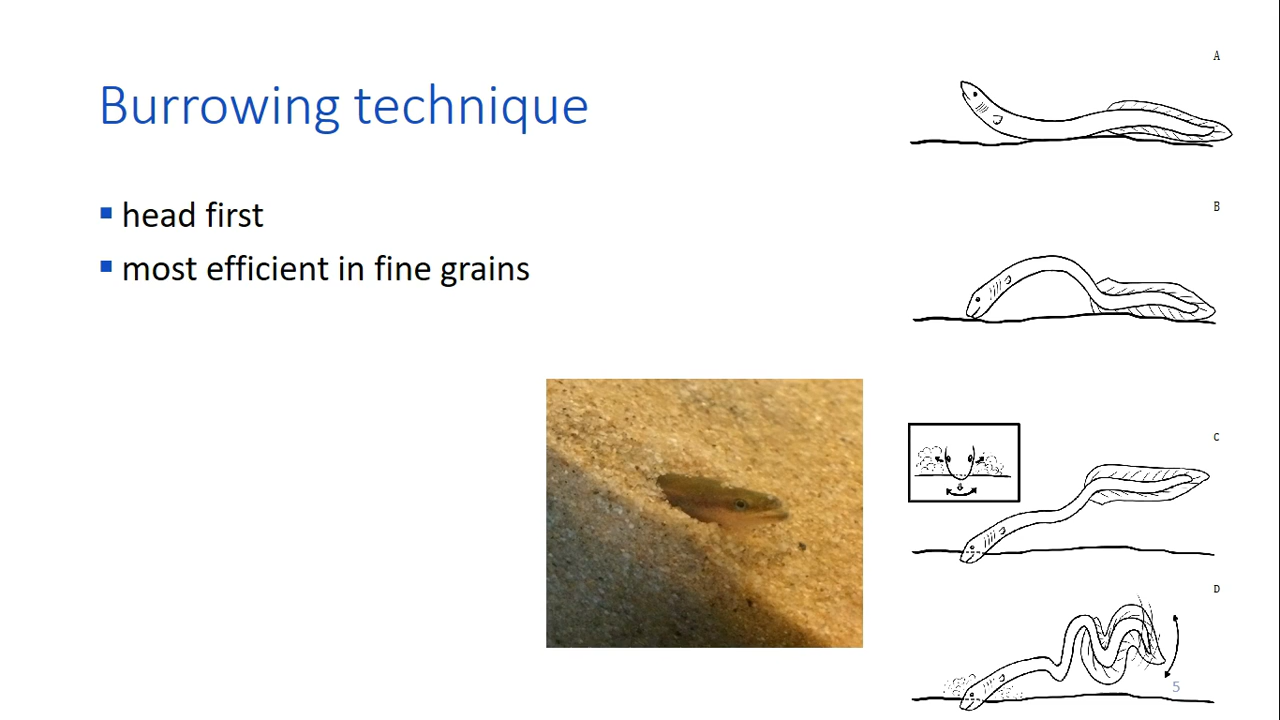 Burrowing technique
head first
most efficient in fine grains
A
B
C
D
5